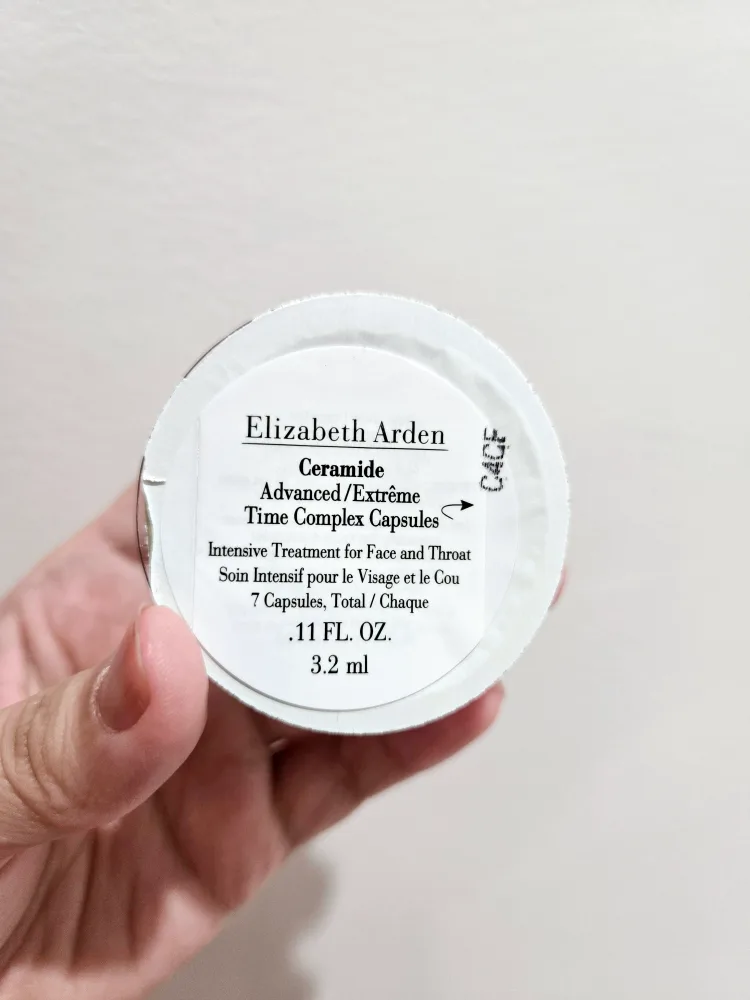 Elizabeth Arden
Ceramide
Advanced/Extrême
Time Complex Capsules
Intensive Treatment for Face and Throat
Soin Intensif pour le Visage et le Cou
7 Capsules, Total / Chaque
.11 FL. OZ.
3.2 ml